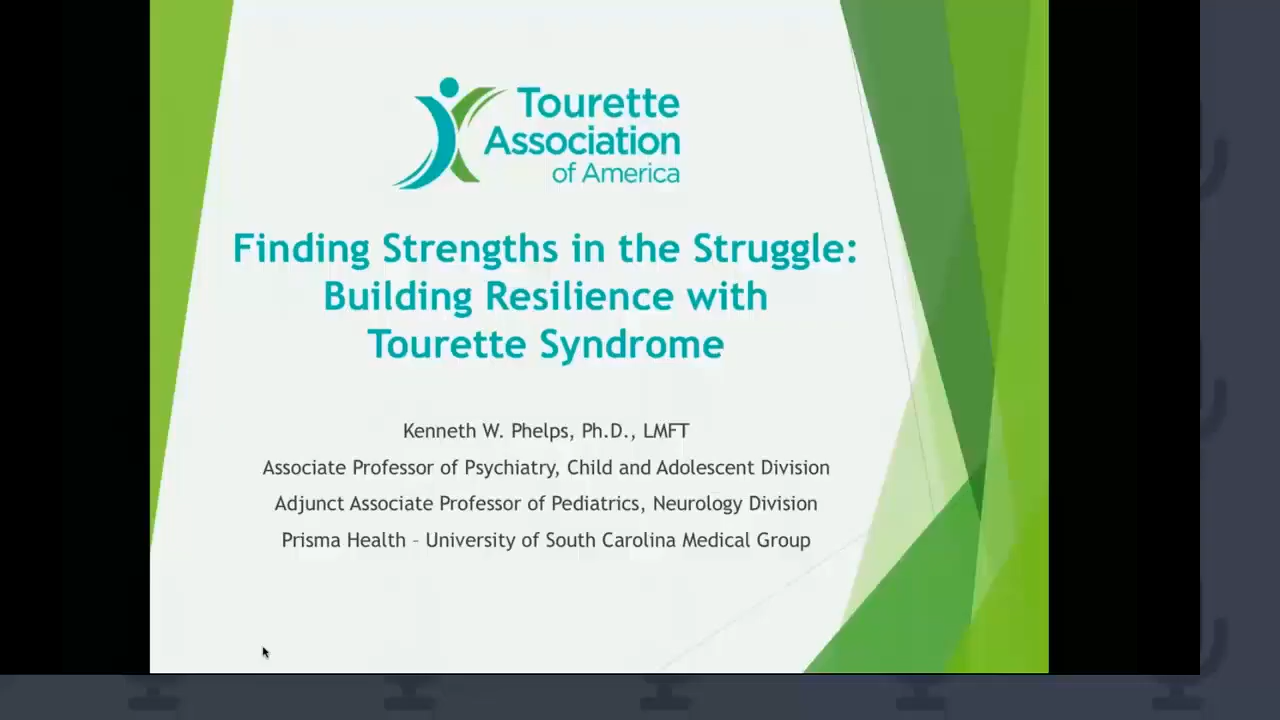 Tourette
Association
of America
Finding Strengths in the Struggle:
Building Resilience with
Tourette Syndrome
Kenneth W. Phelps, Ph.D., LMFT
Associate Professor of Psychiatry, Child and Adolescent Division
Adjunct Associate Professor of Pediatrics, Neurology Division
Prisma Health – University of South Carolina Medical Group